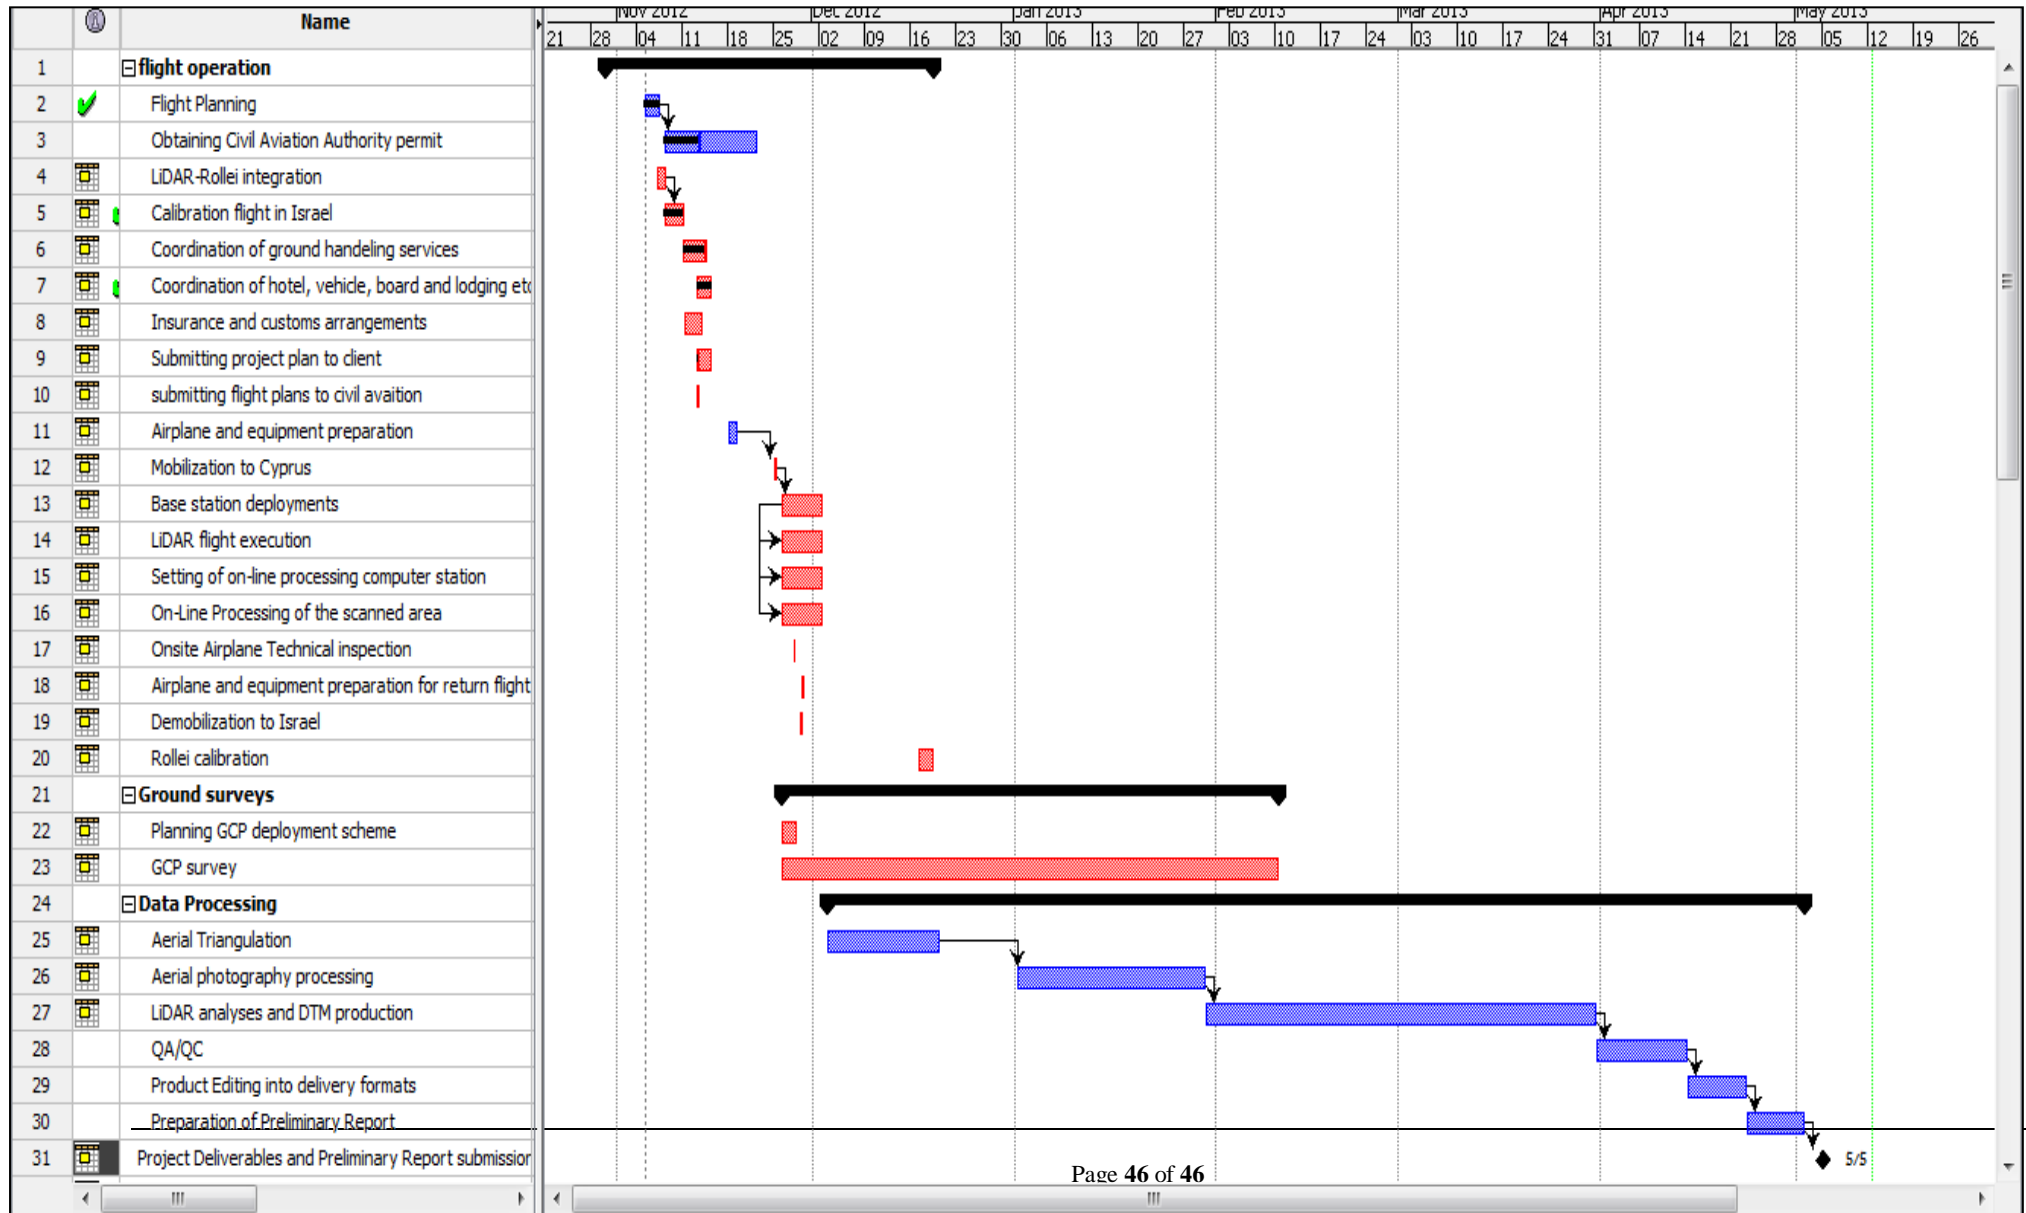 Name
Nov 2012 Dec 2012 Jan 2013 Feb 2013 Mar 2013 Apr 2013 May 2013
21 28 04 11 18 25 02 09 16 23 30 06 13 20 27 03 10 17 24 03 10 17 24 31 07 14 21 28 05 12 19 26
1 flight operation
2 Flight Planning
3 Obtaining Civil Aviation Authority permit
4 LiDAR-Rollei integration
5 Calibration flight in Israel
6 Coordination of ground handeling services
7 Coordination of hotel, vehicle, board and lodging etc
8 Insurance and customs arrangements
9 Submitting project plan to client
10 submitting flight plans to civil avaition
11 Airplane and equipment preparation
12 Mobilization to Cyprus
13 Base station deployments
14 LiDAR flight execution
15 Setting of on-line processing computer station
16 On-Line Processing of the scanned area
17 Onsite Airplane Technical inspection
18 Airplane and equipment preparation for return flight
19 Demobilization to Israel
20 Rollei calibration
21 Ground surveys
22 Planning GCP deployment scheme
23 GCP survey
24 Data Processing
25 Aerial Triangulation
26 Aerial photography processing
27 LiDAR analyses and DTM production
28 QA/QC
29 Product Editing into delivery formats
30 Preparation of Preliminary Report
31 Project Deliverables and Preliminary Report submission
5/5
Page 46 of 46